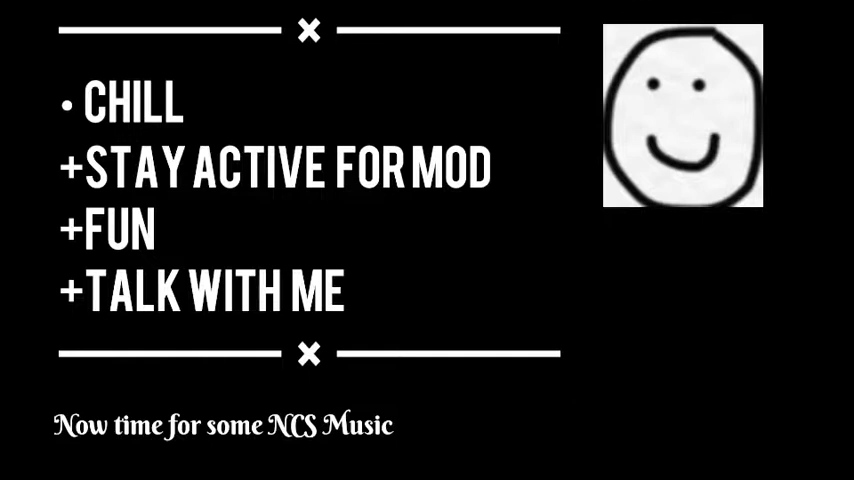 • CHILL
+STAY ACTIVE FOR MOD
+FUN
+TALK WITH ME
Now time for some NCS Music